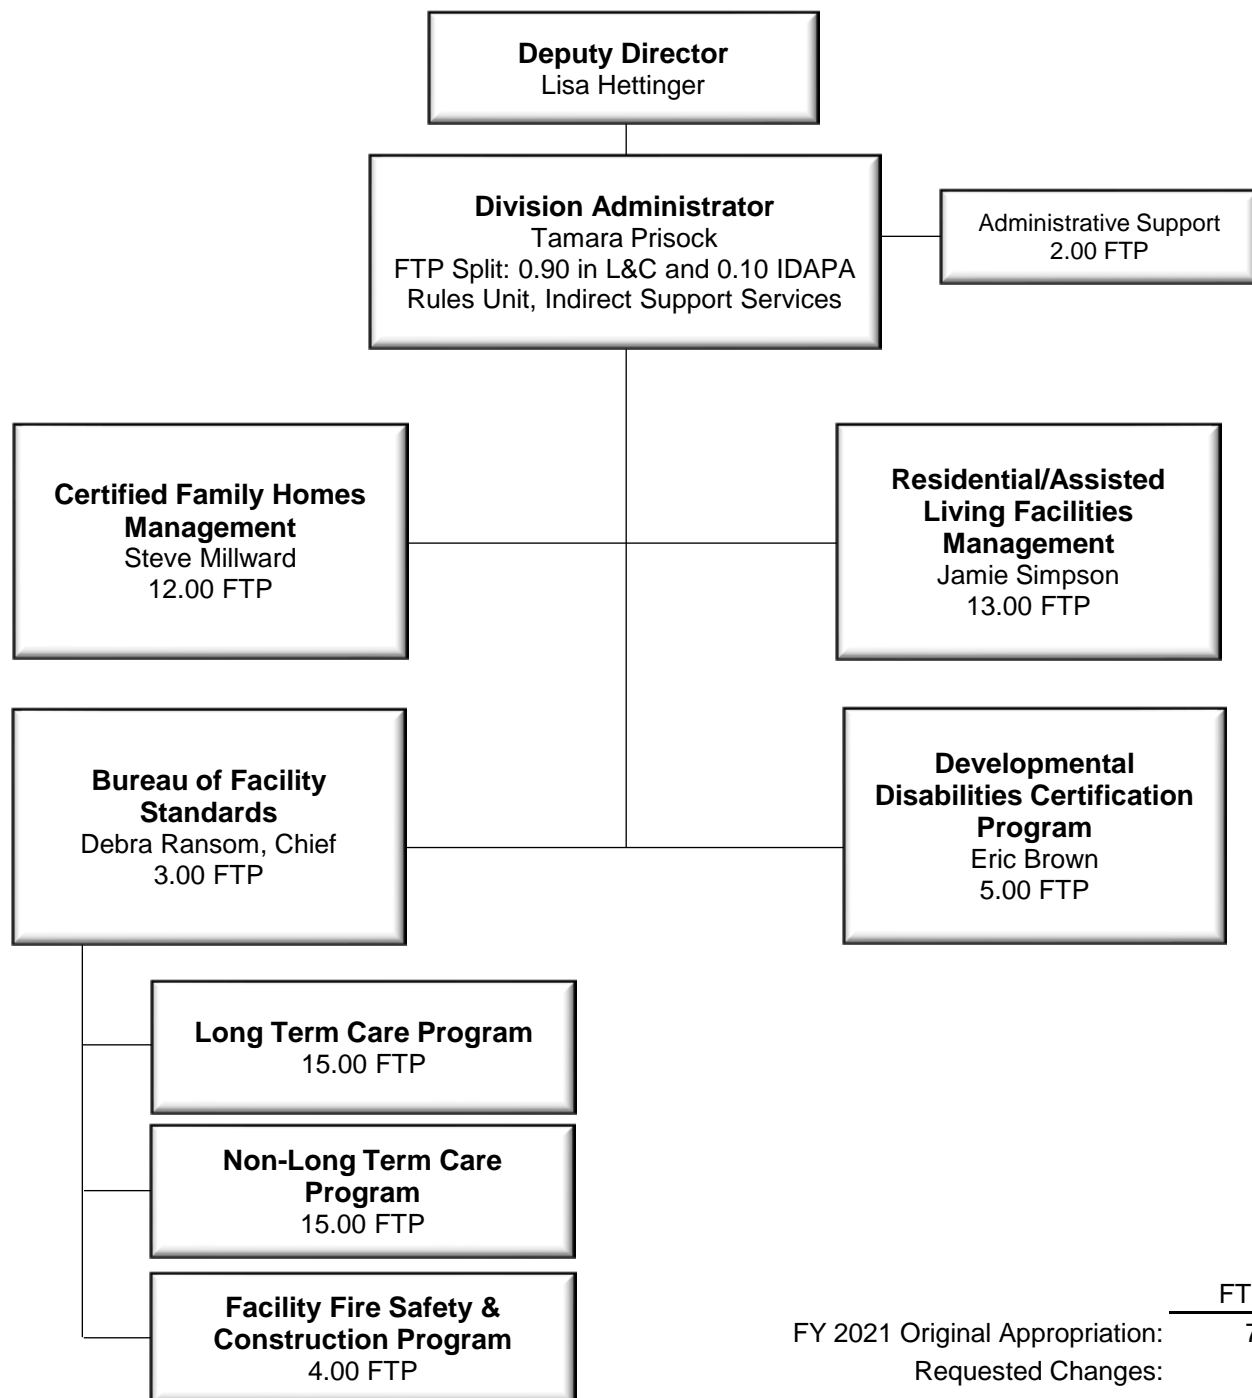 Deputy Director
Lisa Hettinger
Division Administrator
Tamara Prisock
FTP Split: 0.90 in L&C and 0.10 IDAPA
Rules Unit, Indirect Support Services
Administrative Support
2.00 FTP
Certified Family Homes
Management
Steve Millward
12.00 FTP
Residential/Assisted
Living Facilities
Management
Jamie Simpson
13.00 FTP
Bureau of Facility
Standards
Debra Ransom, Chief
3.00 FTP
Developmental
Disabilities Certification
Program
Eric Brown
5.00 FTP
Long Term Care Program
15.00 FTP
Non-Long Term Care
Program
15.00 FTP
Facility Fire Safety &
Construction Program
4.00 FTP
FY 2021 Original Appropriation:
Requested Changes: